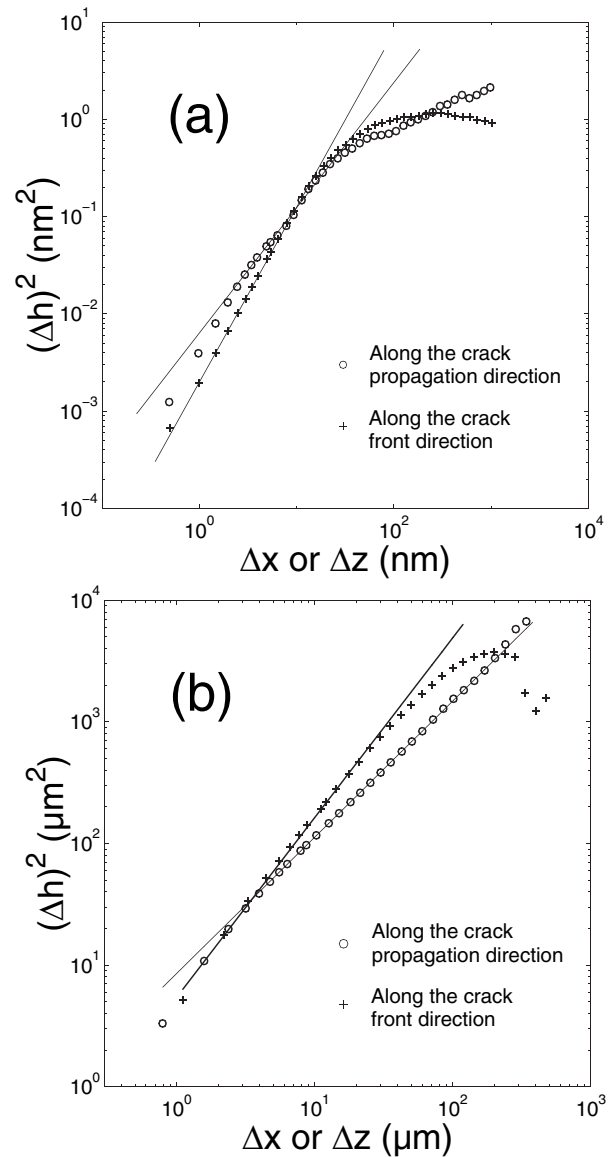 10^1
(a)
10^0
10^-1
(Δh)^2 (nm^2)
10^-2
Along the crack
propagation direction
10^-3
Along the crack
front direction
10^-4
10^0
10^2
10^4
Δx or Δz (nm)
10^4
(b)
10^3
(Δh)^2 (μm^2)
10^2
Along the crack
propagation direction
10^1
Along the crack
front direction
10^0
10^0
10^1
10^2
10^3
Δx or Δz (μm)